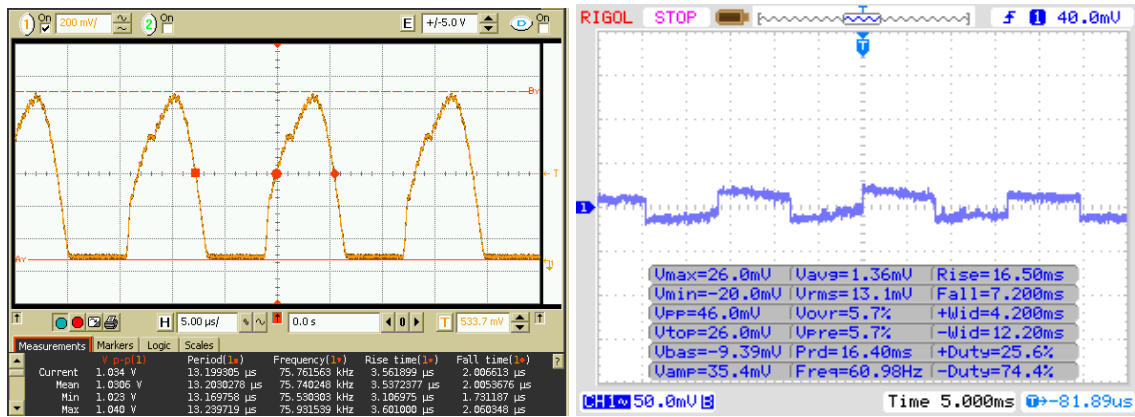 1 On 200 mV/ 2 On E +/-5.0 V D On
BY
T
AY
H 5.00 µs/ 0.0 s 0 T 533.7 mV
Measurements Markers Logic Scales
V p-p(1) Period(1) Frequency(1) Rise time(1) Fall time(1) ?
Current 1.034 V 13.199305 µs 75.761563 kHz 3.561899 µs 2.006613 µs
Mean 1.0306 V 13.2030278 µs 75.740248 kHz 3.5372377 µs 2.0053676 µs
Min 1.023 V 13.169758 µs 75.530303 kHz 3.106975 µs 1.731187 µs
Max 1.040 V 13.239719 µs 75.931539 kHz 3.601000 µs 2.060348 µs
RIGOL STOP T 1 40.0mV
T
1
Vmax=26.0mV Vavg=1.36mV Rise=16.50ms
Vmin=-20.0mV Vrms=13.1mV Fall=7.200ms
Vpp=46.0mV Vovr=5.7% +Wid=4.200ms
Vtop=26.0mV Vpre=5.7% -Wid=12.20ms
Vbas=-9.39mV Prd=16.40ms +Duty=25.6%
Vamp=35.4mV Freq=60.98Hz -Duty=74.4%
CH1 50.0mV B Time 5.000ms T→-81.89us